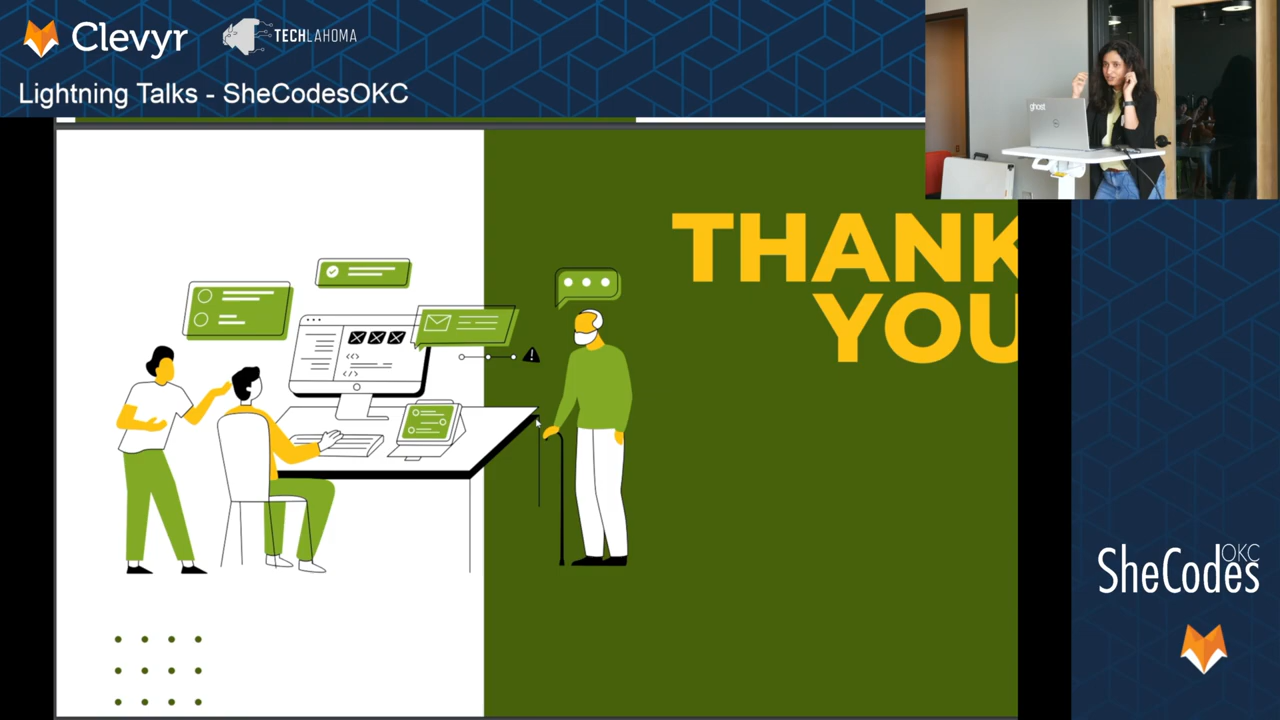 Clevyr
TECHLAHOMA
Lightning Talks - SheCodesOKC
ghost
THANK
YOU
SheCodes OKC